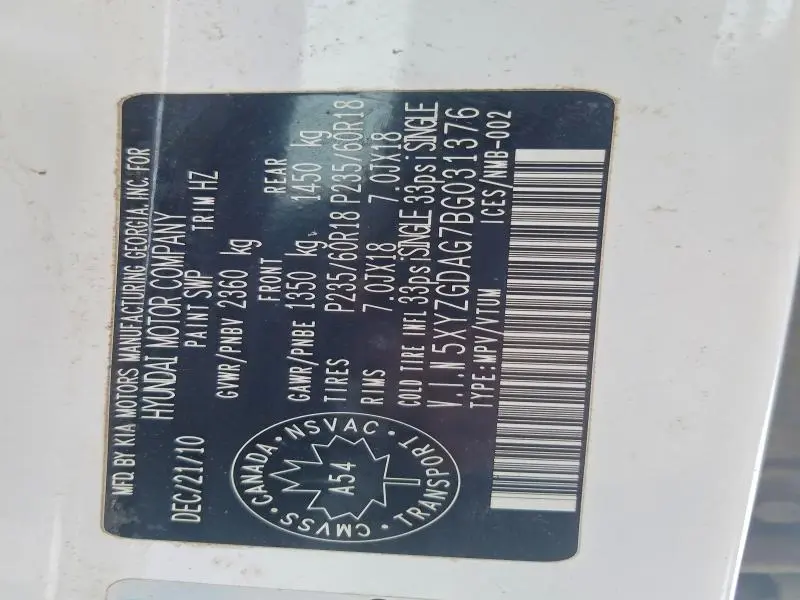 MFD. BY KIA MOTORS MANUFACTURING GEORGIA, INC. FOR
HYUNDAI MOTOR COMPANY
DEC/21/10 PAINT SWP TRIM HZ
GVWR/PNBV 2360 kg
FRONT REAR
GAWR/PNBE 1350 kg 1450 kg
TIRES P235/60R18 P235/60R18
RIMS 7.0JX18 7.0JX18
COLD TIRE INFL 33psi SINGLE 33psi SINGLE
V.I.N 5XYZGDAG7BG031376
TYPE:MPV/VTUM ICES/NMB-002
CANADA · NSVAC · TRANSPORT · CMVSS ·
A54